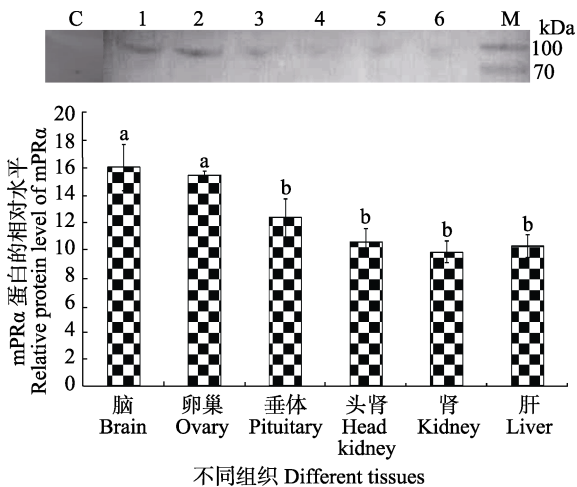 C 1 2 3 4 5 6 M kDa
100
70
mPRα 蛋白的相对水平
Relative protein level of mPRα
20
18
16
14
12
10
8
6
4
2
0
a a b b b b
脑 卵巢 垂体 头肾 肾 肝
Brain Ovary Pituitary Head kidney Kidney Liver
不同组织 Different tissues